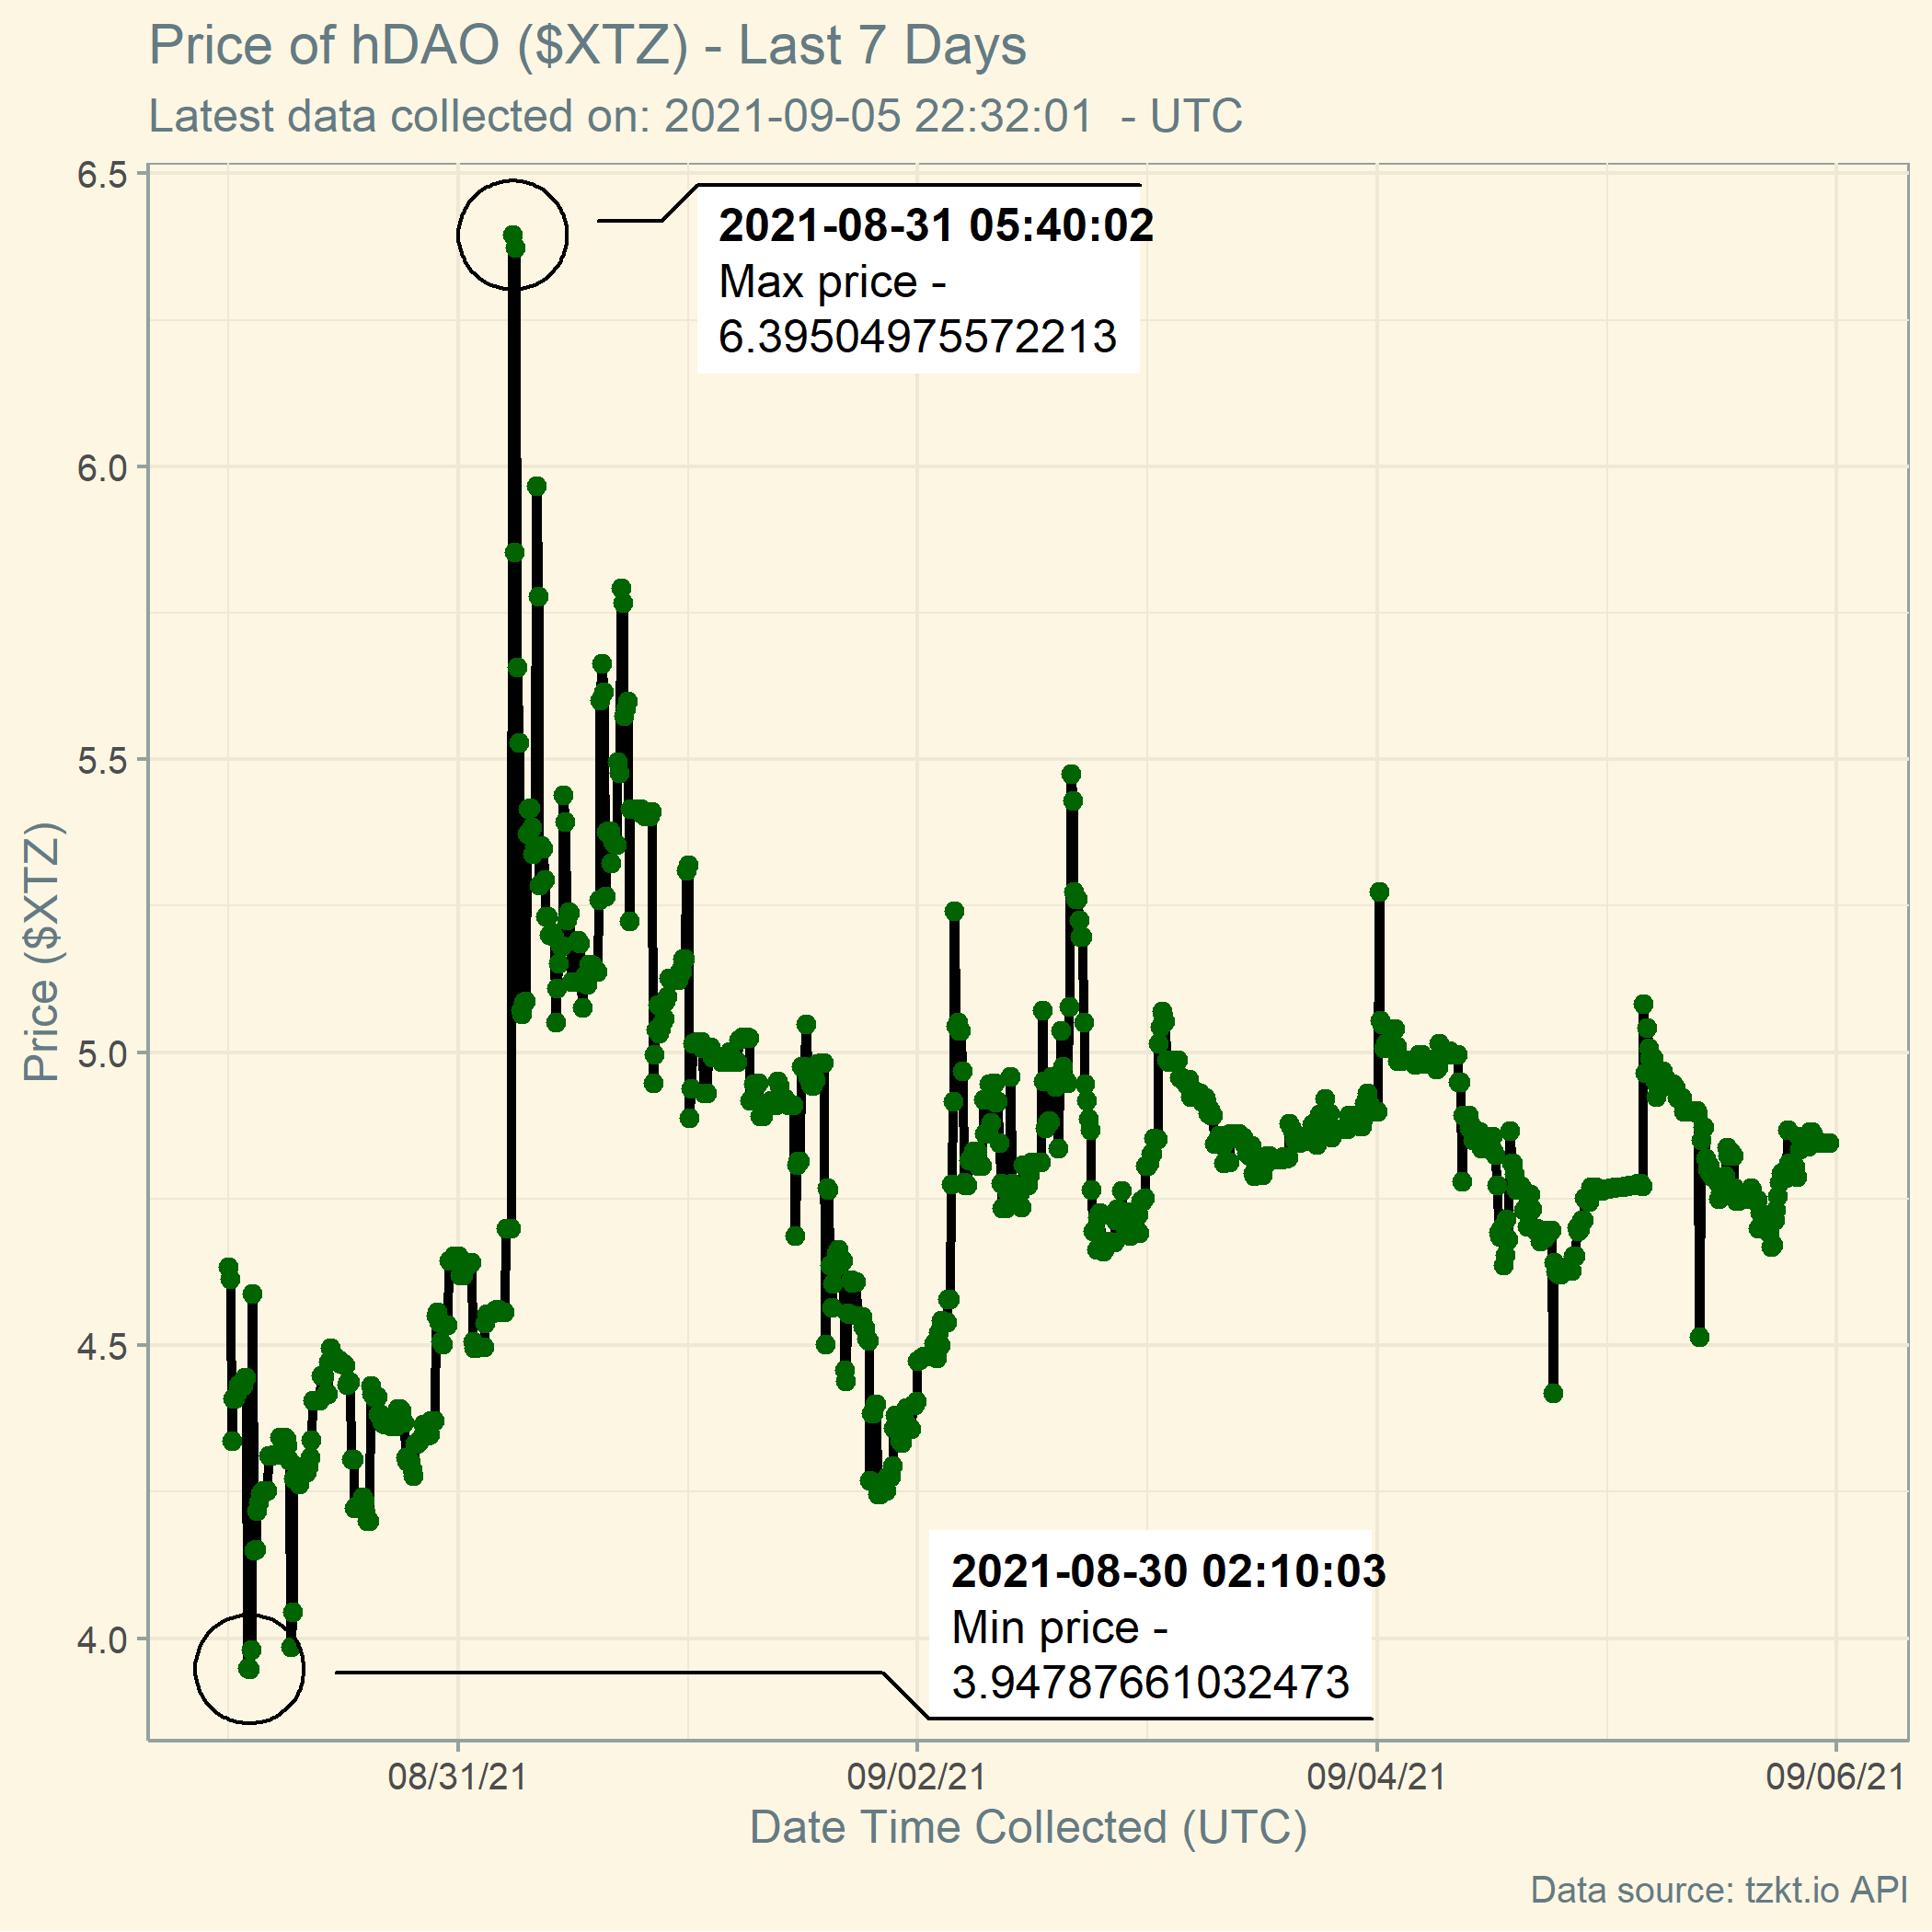 Price of hDAO ($XTZ) - Last 7 Days
Latest data collected on: 2021-09-05 22:32:01  - UTC
6.5
6.0
5.5
5.0
4.5
4.0
Price ($XTZ)
2021-08-31 05:40:02
Max price -
6.39504975572213
2021-08-30 02:10:03
Min price -
3.94787661032473
08/31/21
09/02/21
09/04/21
09/06/21
Date Time Collected (UTC)
Data source: tzkt.io API